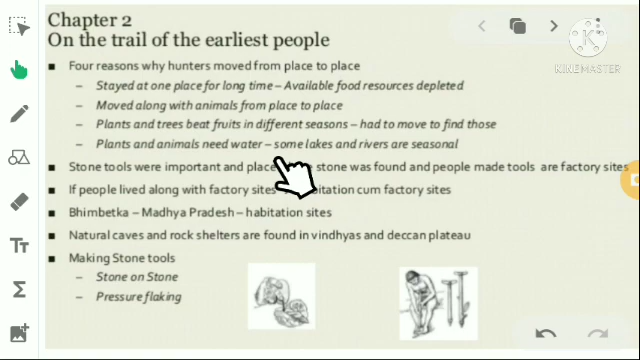 Chapter 2
On the trail of the earliest people
Four reasons why hunters moved from place to place
– Stayed at one place for long time – Available food resources depleted
– Moved along with animals from place to place
– Plants and trees beat fruits in different seasons – had to move to find those
– Plants and animals need water – some lakes and rivers are seasonal
Stone tools were important and place stone was found and people made tools are factory sites
If people lived along with factory sites cum factory sites
Bhimbetka – Madhya Pradesh – habitation sites
Natural caves and rock shelters are found in vindhyas and deccan plateau
Making Stone tools
– Stone on Stone
– Pressure flaking
KINEMASTER
Tт
Σ